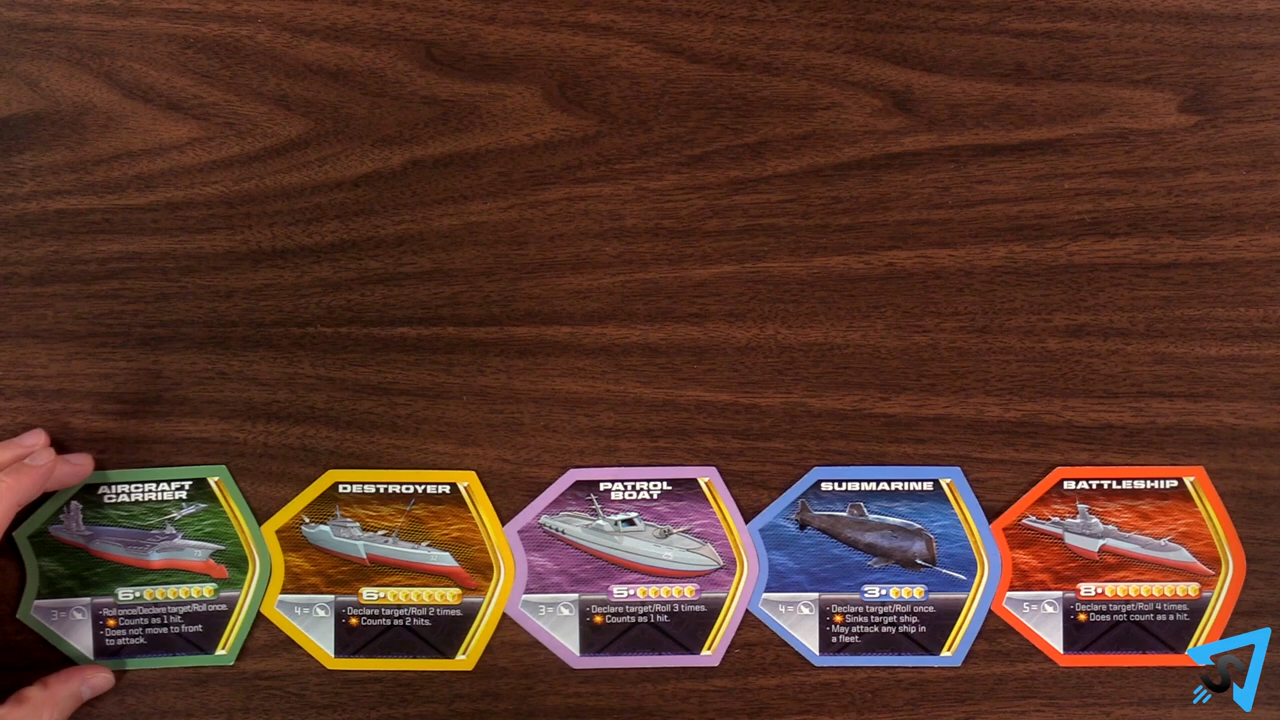 AIRCRAFT
CARRIER
6·
3 =
· Roll once/Declare target/Roll once.
· Counts as 1 hit.
· Does not move to front
to attack.
DESTROYER
6·
4 =
· Declare target/Roll 2 times.
· Counts as 2 hits.
PATROL
BOAT
5·
3 =
· Declare target/Roll 3 times.
· Counts as 1 hit.
SUBMARINE
3·
4 =
· Declare target/Roll once.
· Sinks target ship.
· May attack any ship in
a fleet.
BATTLESHIP
8·
5 =
· Declare target/Roll 4 times.
· Does not count as a hit.
S